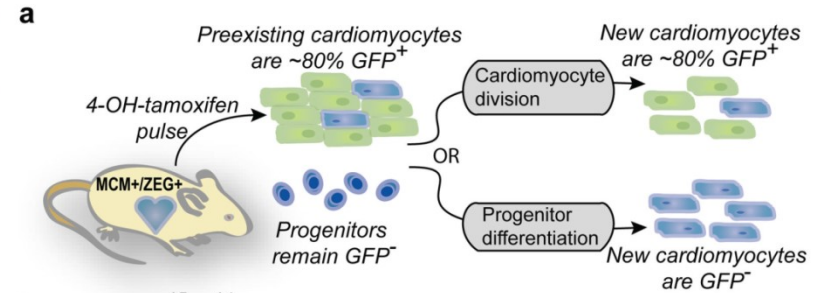 a
Preexisting cardiomyocytes
are ~80% GFP+
4-OH-tamoxifen
pulse
MCM+/ZEG+
Progenitors
remain GFP-
OR
Cardiomyocyte
division
Progenitor
differentiation
New cardiomyocytes
are ~80% GFP+
New cardiomyocytes
are GFP-